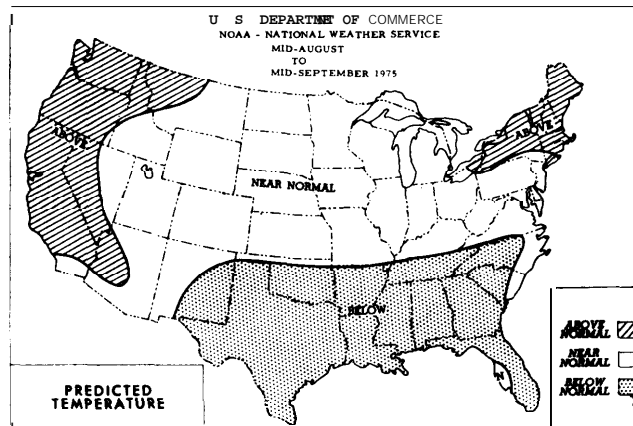 U S DEPARTMENT OF COMMERCE
NOAA - NATIONAL WEATHER SERVICE
MID-AUGUST
TO
MID-SEPTEMBER 1975
ABOVE
ABOVE
NEAR NORMAL
BELOW
N
ABOVE
NORMAL
NEAR
NORMAL
BELOW
NORMAL
PREDICTED
TEMPERATURE